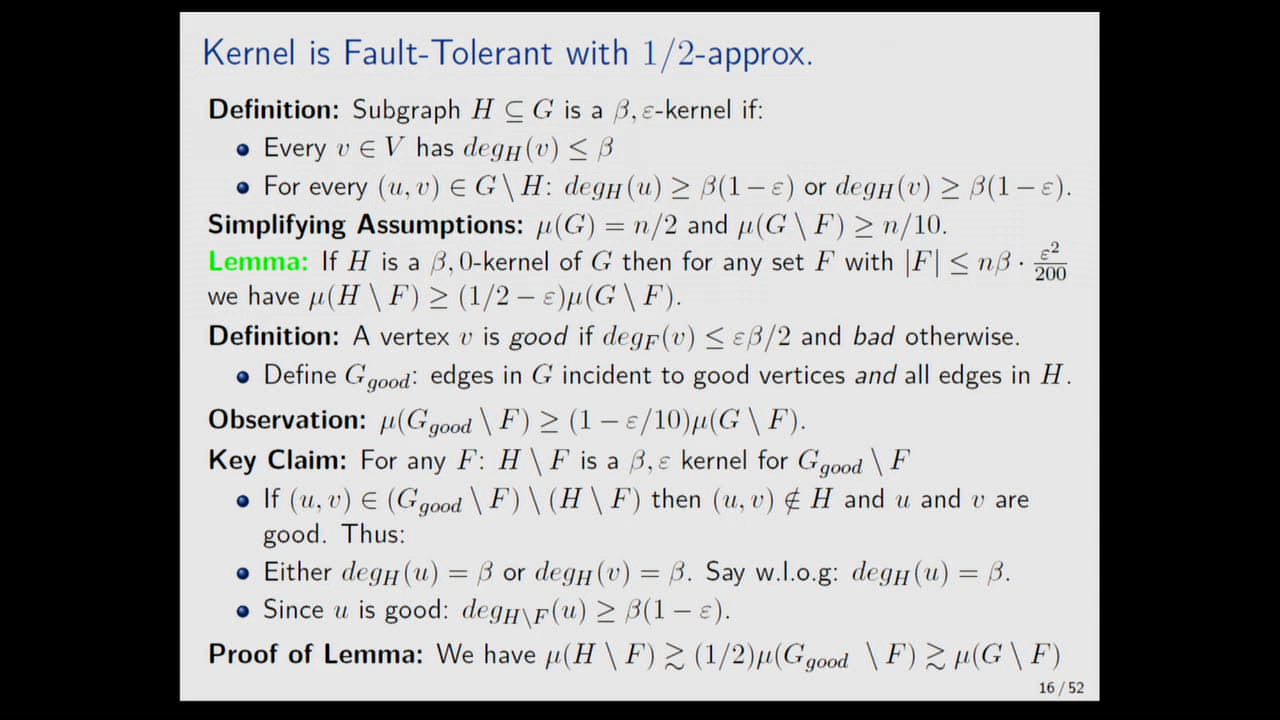 Kernel is Fault-Tolerant with 1/2-approx.
Definition: Subgraph H ⊆ G is a β, ε-kernel if:
Every v ∈ V has deg_H(v) ≤ β
For every (u, v) ∈ G \ H: deg_H(u) ≥ β(1 − ε) or deg_H(v) ≥ β(1 − ε).
Simplifying Assumptions: μ(G) = n/2 and μ(G \ F) ≥ n/10.
Lemma: If H is a β, 0-kernel of G then for any set F with |F| ≤ nβ · ε²/200
we have μ(H \ F) ≥ (1/2 − ε)μ(G \ F).
Definition: A vertex v is good if deg_F(v) ≤ εβ/2 and bad otherwise.
Define G_good: edges in G incident to good vertices and all edges in H.
Observation: μ(G_good \ F) ≥ (1 − ε/10)μ(G \ F).
Key Claim: For any F: H \ F is a β, ε kernel for G_good \ F
If (u, v) ∈ (G_good \ F) \ (H \ F) then (u, v) ∉ H and u and v are
good. Thus:
Either deg_H(u) = β or deg_H(v) = β. Say w.l.o.g: deg_H(u) = β.
Since u is good: deg_{H\F}(u) ≥ β(1 − ε).
Proof of Lemma: We have μ(H \ F) ≳ (1/2)μ(G_good \ F) ≳ μ(G \ F)
16 / 52